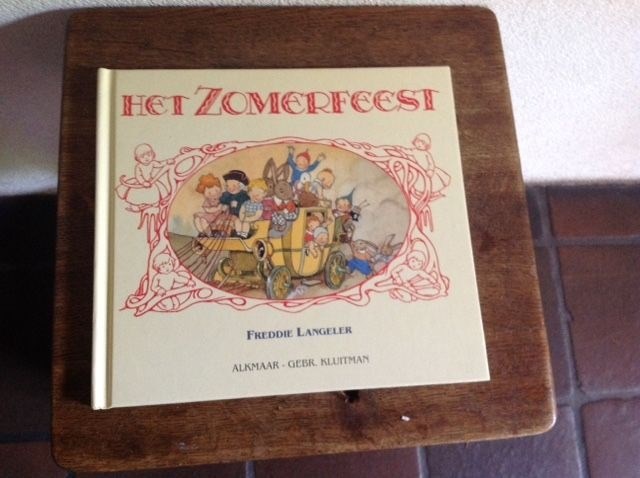 HET ZOMERFEEST
FREDDIE LANGELER
ALKMAAR - GEBR. KLUITMAN